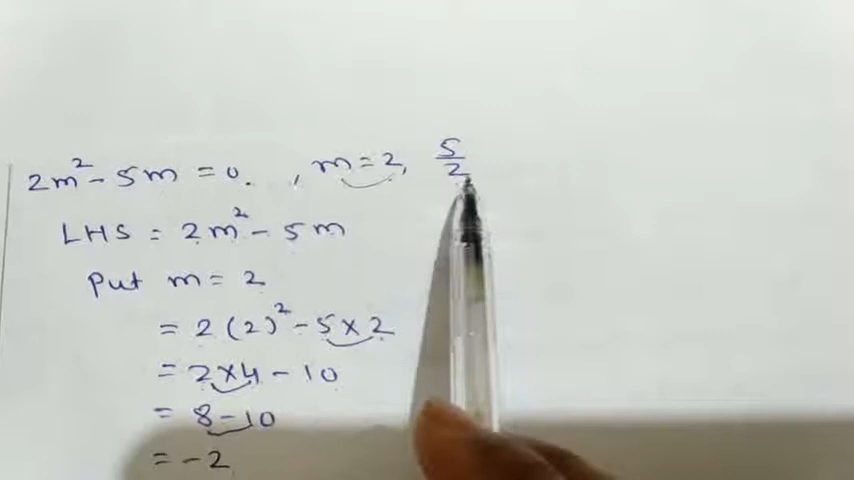 2m² - 5m = 0. , m = 2, 5/2
LHS = 2m² - 5m
Put m = 2
= 2(2)² - 5 × 2
= 2×4 - 10
= 8 - 10
= -2